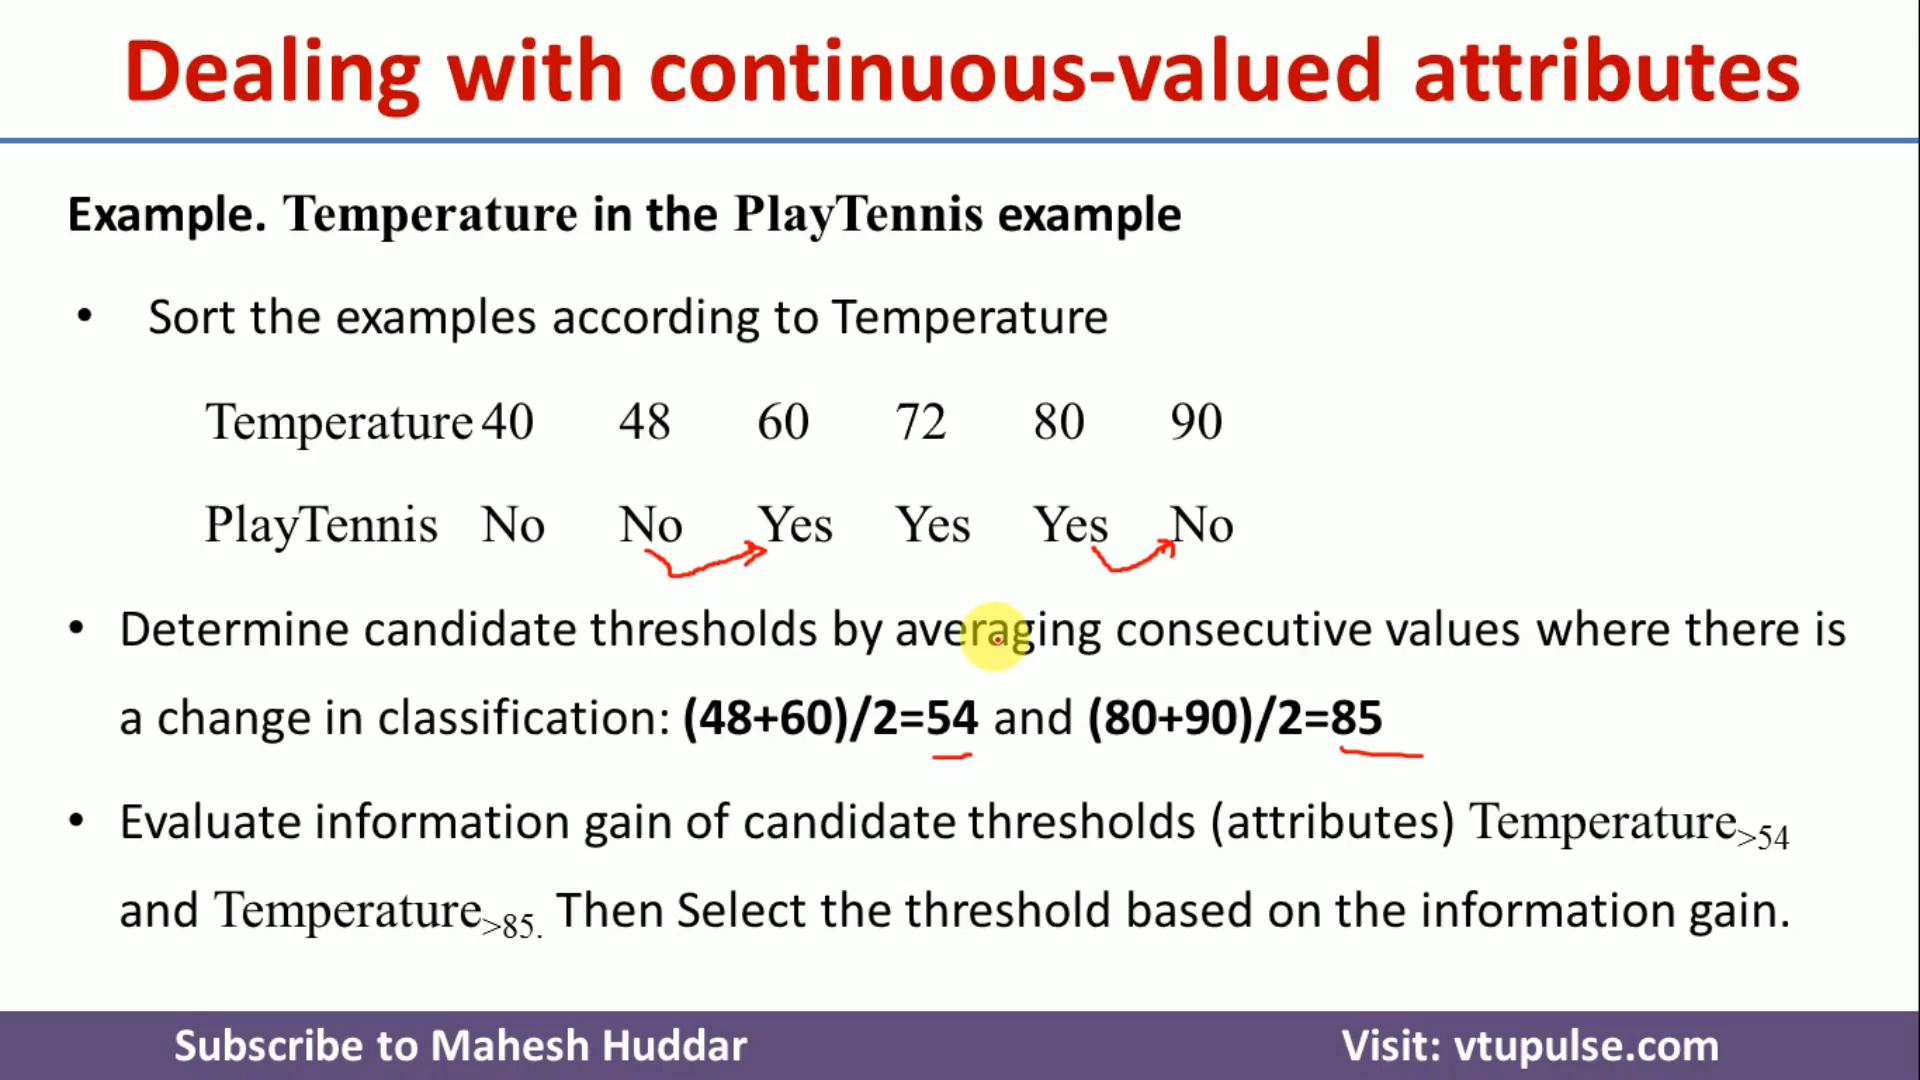 Dealing with continuous-valued attributes
Example. Temperature in the PlayTennis example
• Sort the examples according to Temperature
Temperature 40 48 60 72 80 90
PlayTennis No No Yes Yes Yes No
• Determine candidate thresholds by averaging consecutive values where there is
a change in classification: (48+60)/2=54 and (80+90)/2=85
• Evaluate information gain of candidate thresholds (attributes) Temperature>54
and Temperature>85. Then Select the threshold based on the information gain.
Subscribe to Mahesh Huddar Visit: vtupulse.com